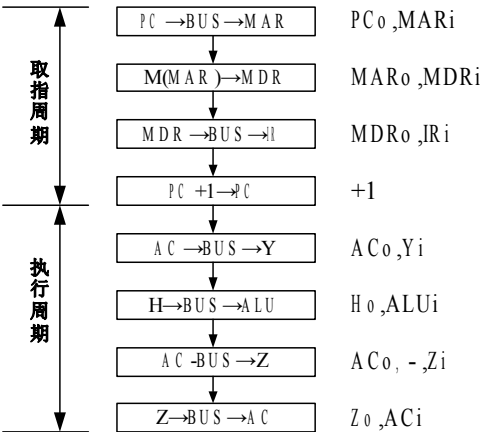 取指周期
PC→BUS→MAR PCo,MARi
M(MAR)→MDR MARo,MDRi
MDR→BUS→IR MDRo,IRi
PC+1→PC +1
执行周期
AC→BUS→Y ACo,Yi
H→BUS→ALU Ho,ALUi
AC-BUS→Z ACo,-,Zi
Z→BUS→AC Zo,ACi